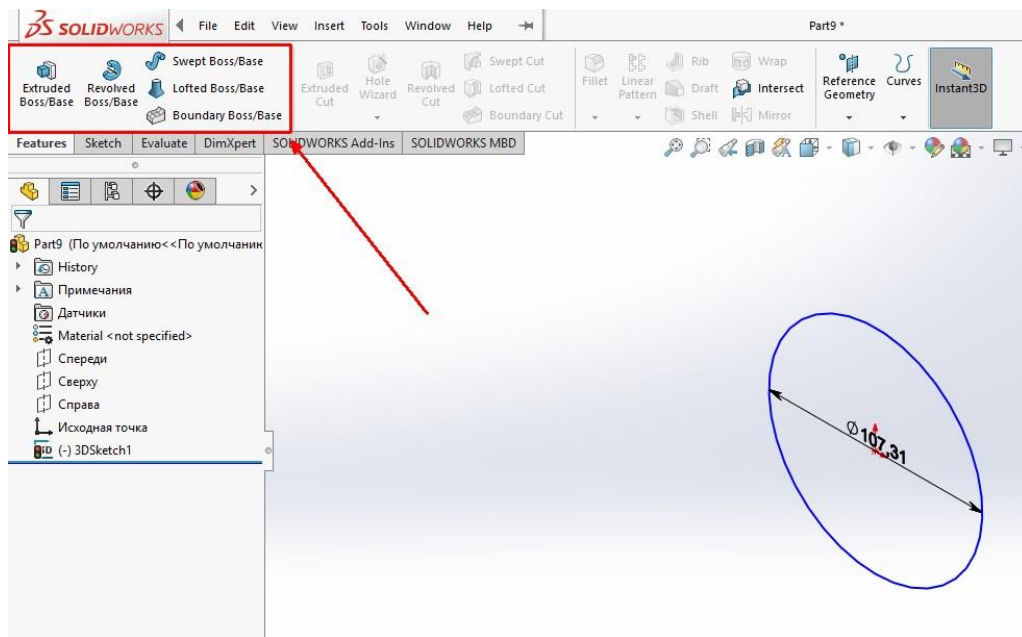 SOLIDWORKS File Edit View Insert Tools Window Help Part9 *
Extruded Boss/Base
Revolved Boss/Base
Swept Boss/Base
Lofted Boss/Base
Boundary Boss/Base
Extruded Cut
Hole Wizard
Revolved Cut
Swept Cut
Lofted Cut
Boundary Cut
Fillet
Linear Pattern
Rib
Draft
Shell
Wrap
Intersect
Mirror
Reference Geometry
Curves
Instant3D
Features Sketch Evaluate DimXpert SOLIDWORKS Add-Ins SOLIDWORKS MBD
Part9 (По умолчанию<<По умолчанию
History
Примечания
Датчики
Material <not specified>
Спереди
Сверху
Справа
Исходная точка
(-) 3DSketch1
Ø107,31